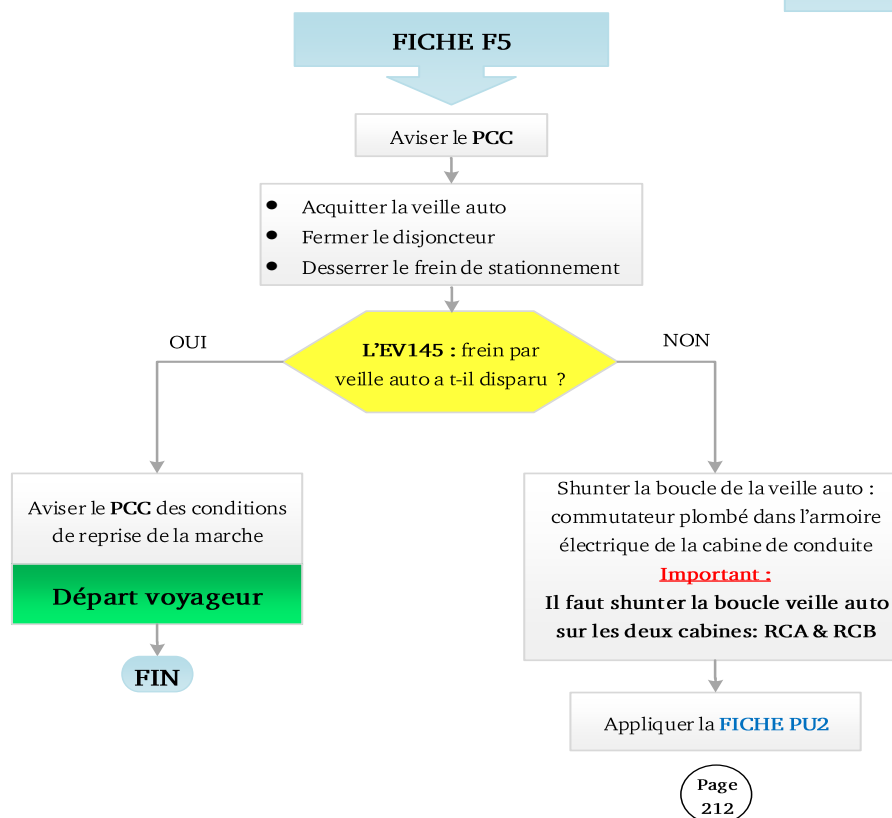 FICHE F5
Aviser le PCC
• Acquitter la veille auto
• Fermer le disjoncteur
• Desserrer le frein de stationnement
OUI
L'EV145 : frein par
veille auto a t-il disparu ?
NON
Aviser le PCC des conditions
de reprise de la marche
Départ voyageur
FIN
Shunter la boucle de la veille auto :
commutateur plombé dans l'armoire
électrique de la cabine de conduite
Important :
Il faut shunter la boucle veille auto
sur les deux cabines: RCA & RCB
Appliquer la FICHE PU2
Page
212